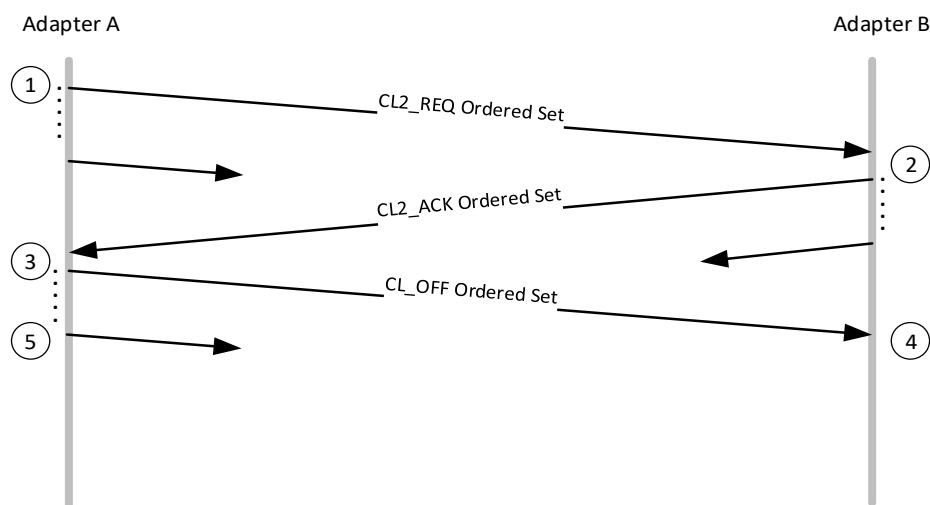 Adapter A
Adapter B
1
CL2_REQ Ordered Set
2
CL2_ACK Ordered Set
3
CL_OFF Ordered Set
5
4